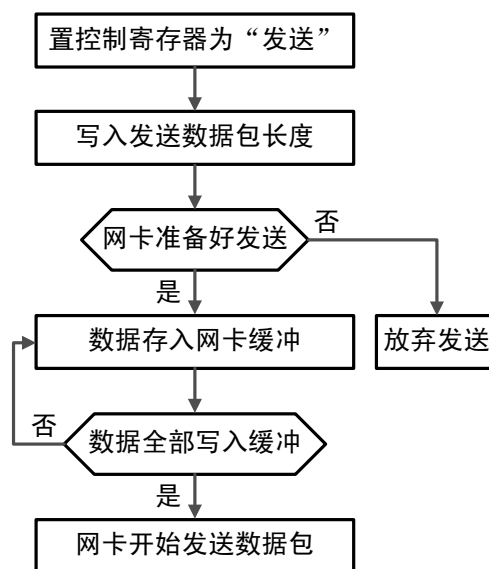 置控制寄存器为“发送”
写入发送数据包长度
网卡准备好发送
否
是
数据存入网卡缓冲
放弃发送
否
数据全部写入缓冲
是
网卡开始发送数据包